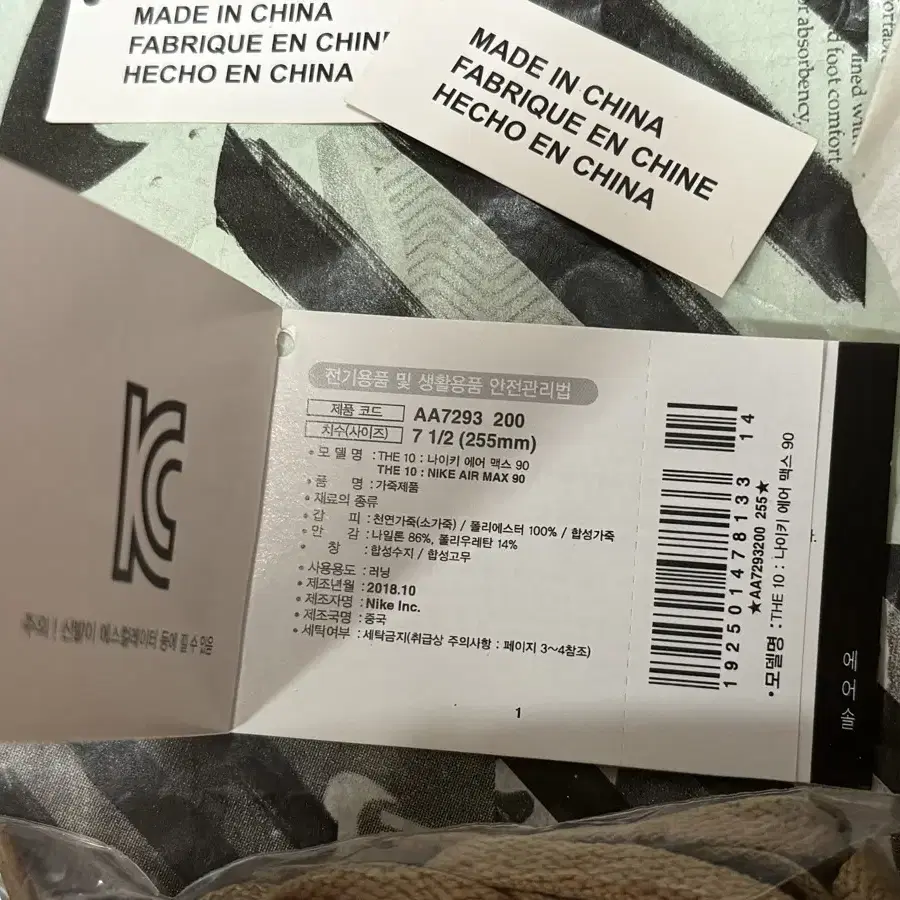 MADE IN CHINA
FABRIQUE EN CHIN
HECHO EN CHINA
MADE IN CHINA
FABRIQUE EN CHINE
HECHO EN CHINA
lined with
d foot comfort
r absorbency,
전기용품 및 생활용품 안전관리법
제품 코드 AA7293 200
치수(사이즈) 7 1/2 (255mm)
• 모 델 명 : THE 10 : 나이키 에어 맥스 90
THE 10 : NIKE AIR MAX 90
• 품 명 : 가죽제품
• 재료의 종류
• 갑 피 : 천연가죽(소가죽) / 폴리에스터 100% / 합성가죽
• 안 감 : 나일론 86%, 폴리우레탄 14%
• 창 : 합성수지 / 합성고무
• 사용용도 : 러닝
• 제조년월 : 2018.10
• 제조자명 : Nike Inc.
• 제조국명 : 중국
• 세탁여부 : 세탁금지(취급상 주의사항 : 페이지 3~4참조)
1
192501478133 14
★AA7293200 255★
• 모델명 : THE 10 : 나이키 에어 맥스 90
에어솔
KC
주의! 신발이 에스컬레이터 틈에 낄 수 있음